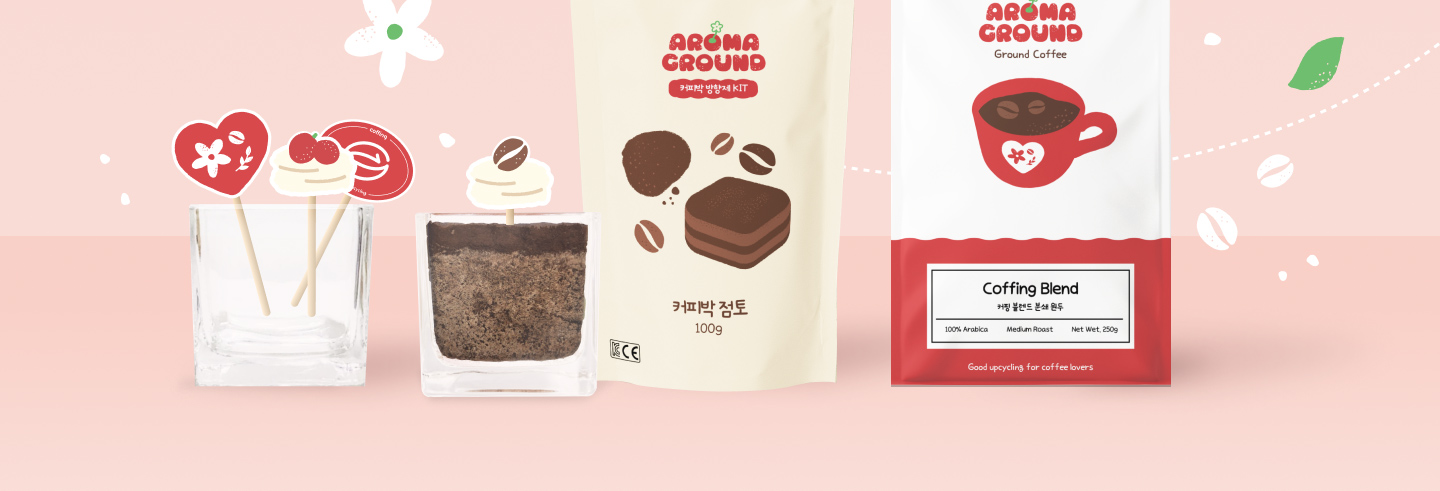 AROMA
GROUND
커피박 방향제 KIT
커피박 점토
100g
CE
AROMA
GROUND
Ground Coffee
Coffing Blend
커핑 블렌드 분쇄 원두
100% Arabica Medium Roast Net Wet. 250g
Good upcycling for coffee lovers
coffing